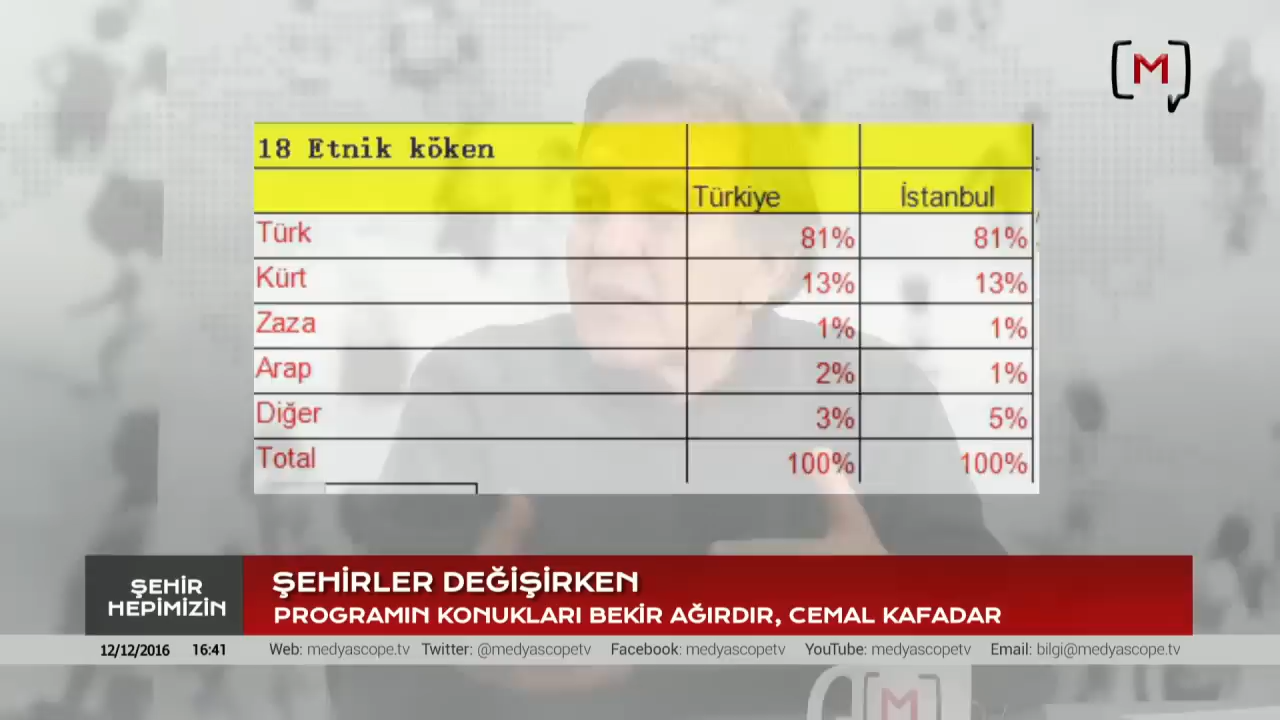 [M]
18 Etnik köken
Türkiye İstanbul
Türk 81% 81%
Kürt 13% 13%
Zaza 1% 1%
Arap 2% 1%
Diğer 3% 5%
Total 100% 100%
ŞEHİR HEPİMİZİN
ŞEHİRLER DEĞİŞİRKEN
PROGRAMIN KONUKLARI BEKİR AĞIRDIR, CEMAL KAFADAR
12/12/2016 16:41 Web: medyascope.tv Twitter: @medyascopetv Facebook: medyascopetv YouTube: medyascopetv Email: bilgi@medyascope.tv
[M]